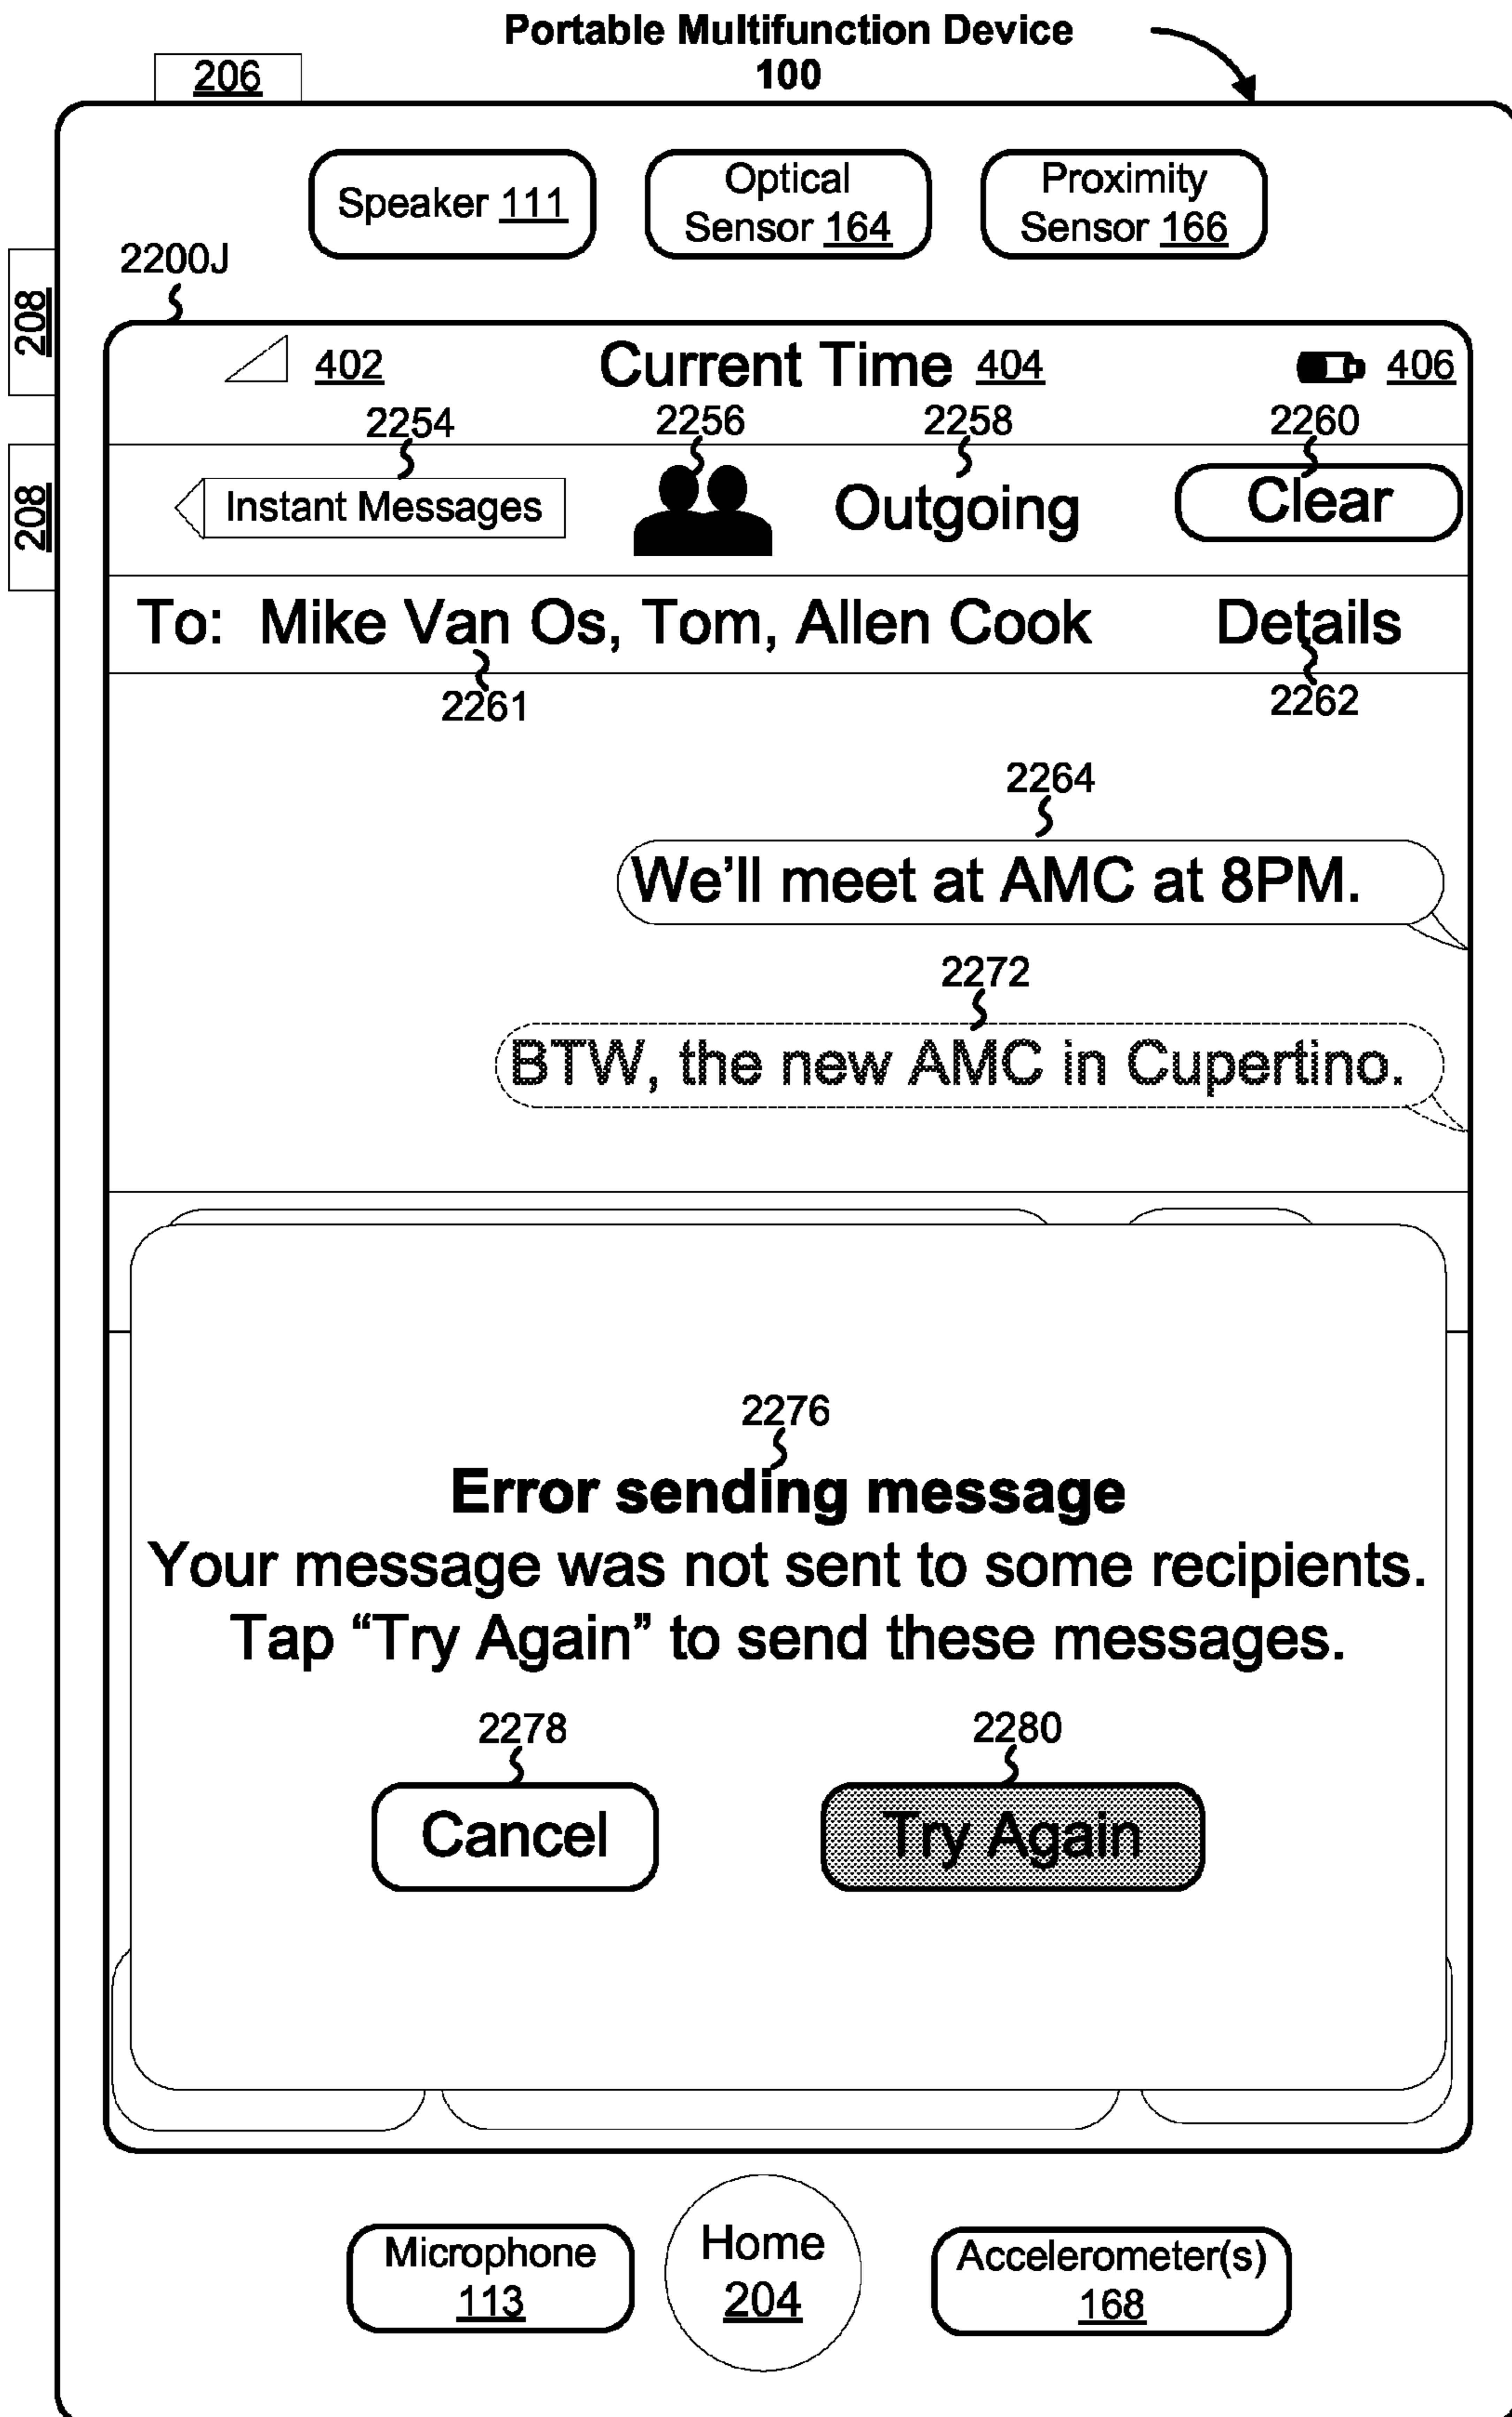 Portable Multifunction Device
100
206
Speaker 111
Optical
Sensor 164
Proximity
Sensor 166
2200J
208
402
Current Time 404
406
2254
2256
2258
2260
208
Instant Messages
Outgoing
Clear
To: Mike Van Os, Tom, Allen Cook
Details
2261
2262
2264
We'll meet at AMC at 8PM.
2272
BTW, the new AMC in Cupertino.
2276
Error sending message
Your message was not sent to some recipients.
Tap “Try Again” to send these messages.
2278
2280
Cancel
Try Again
Microphone
113
Home
204
Accelerometer(s)
168